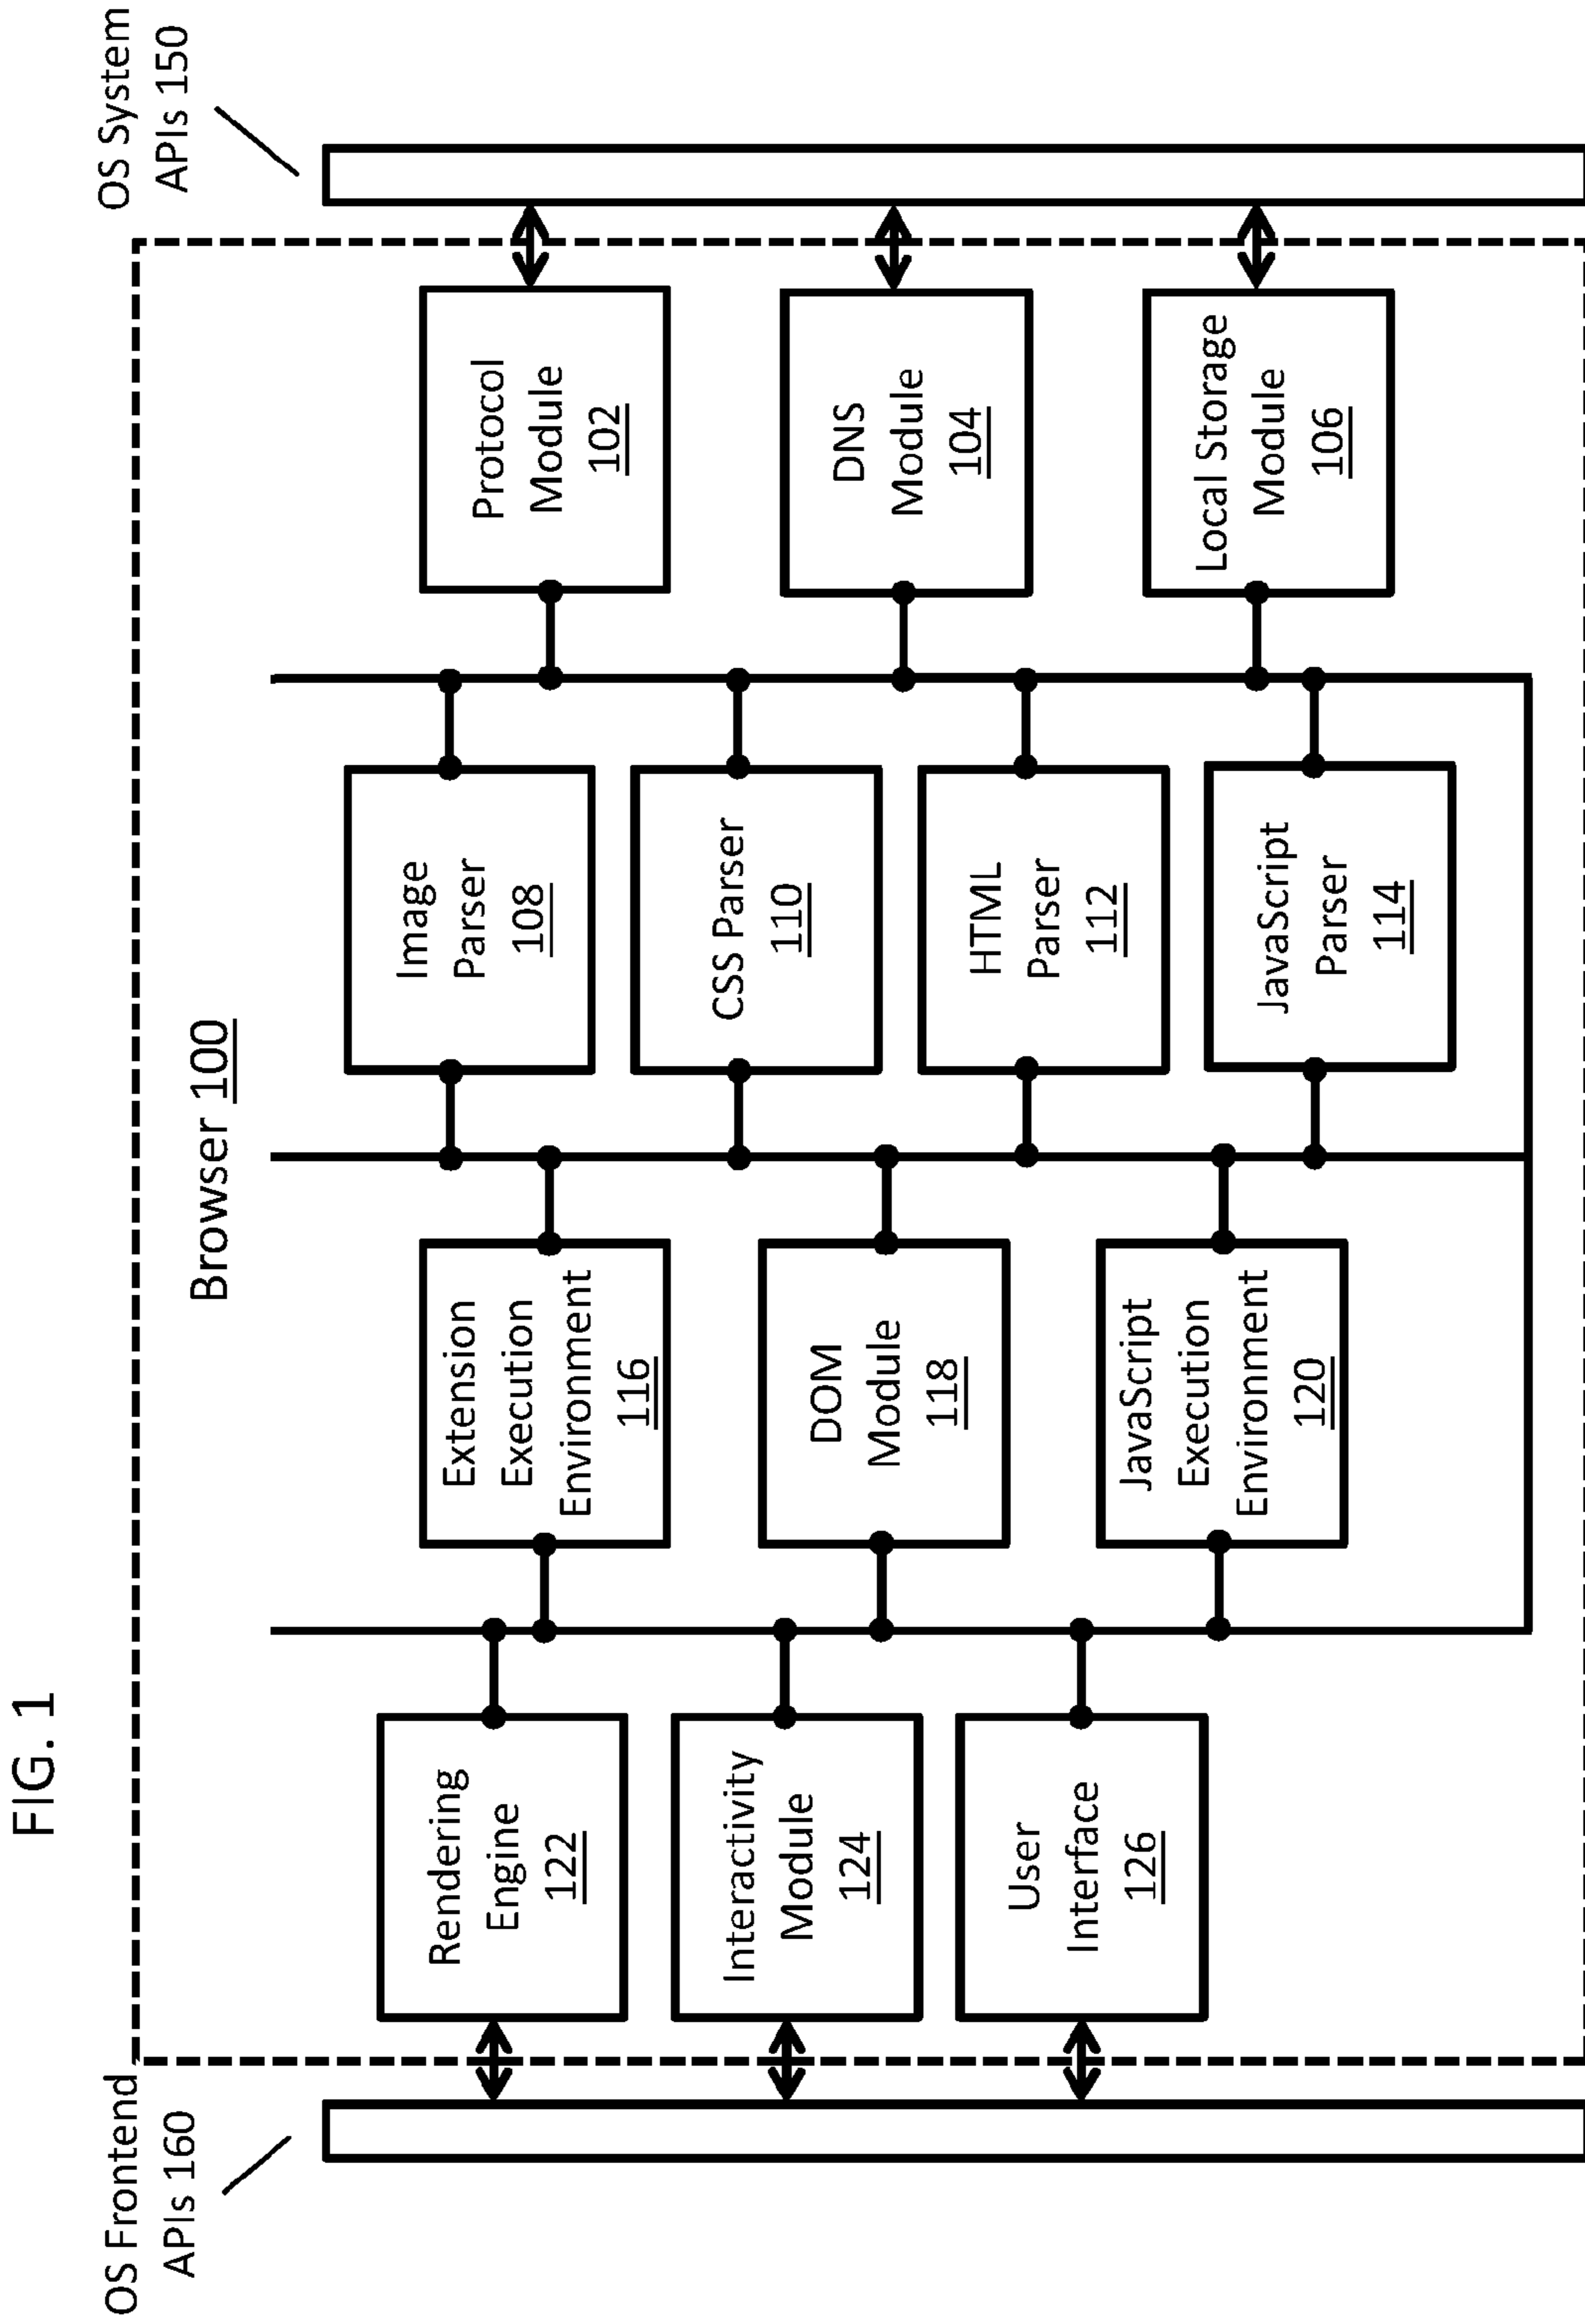 FIG. 1
OS Frontend
APIs 160
Browser 100
OS System
APIs 150
Rendering
Engine
122
Interactivity
Module
124
User
Interface
126
Extension
Execution
Environment
116
DOM
Module
118
JavaScript
Execution
Environment
120
Image
Parser
108
CSS Parser
110
HTML
Parser
112
JavaScript
Parser
114
Protocol
Module
102
DNS
Module
104
Local Storage
Module
106